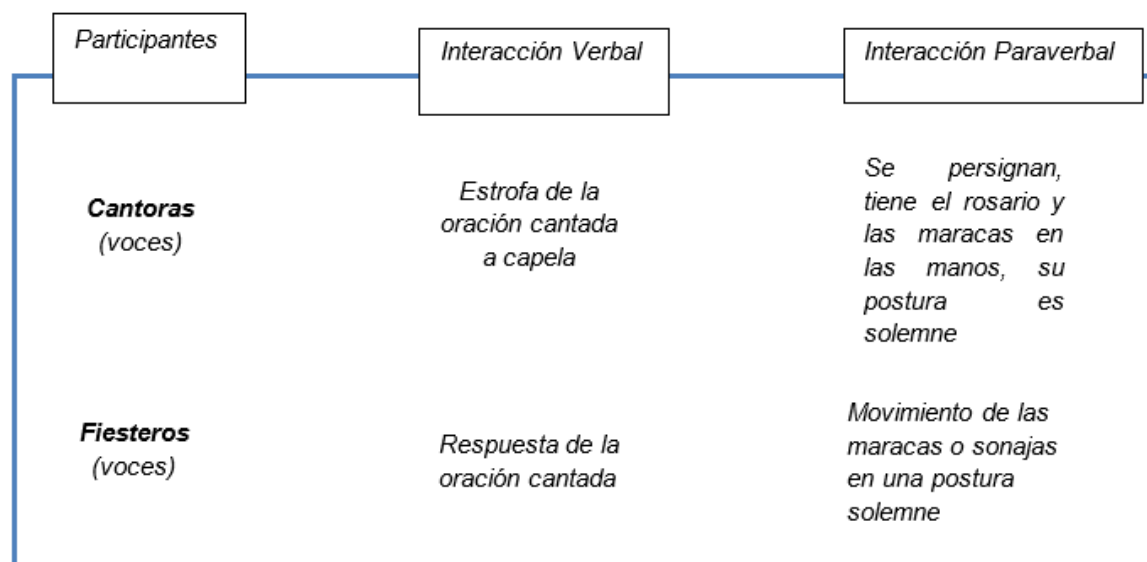 Participantes
Interacción Verbal
Interacción Paraverbal
Cantoras
(voces)
Estrofa de la
oración cantada
a capela
Se persignan,
tiene el rosario y
las maracas en
las manos, su
postura es
solemne
Fiesteros
(voces)
Respuesta de la
oración cantada
Movimiento de las
maracas o sonajas
en una postura
solemne